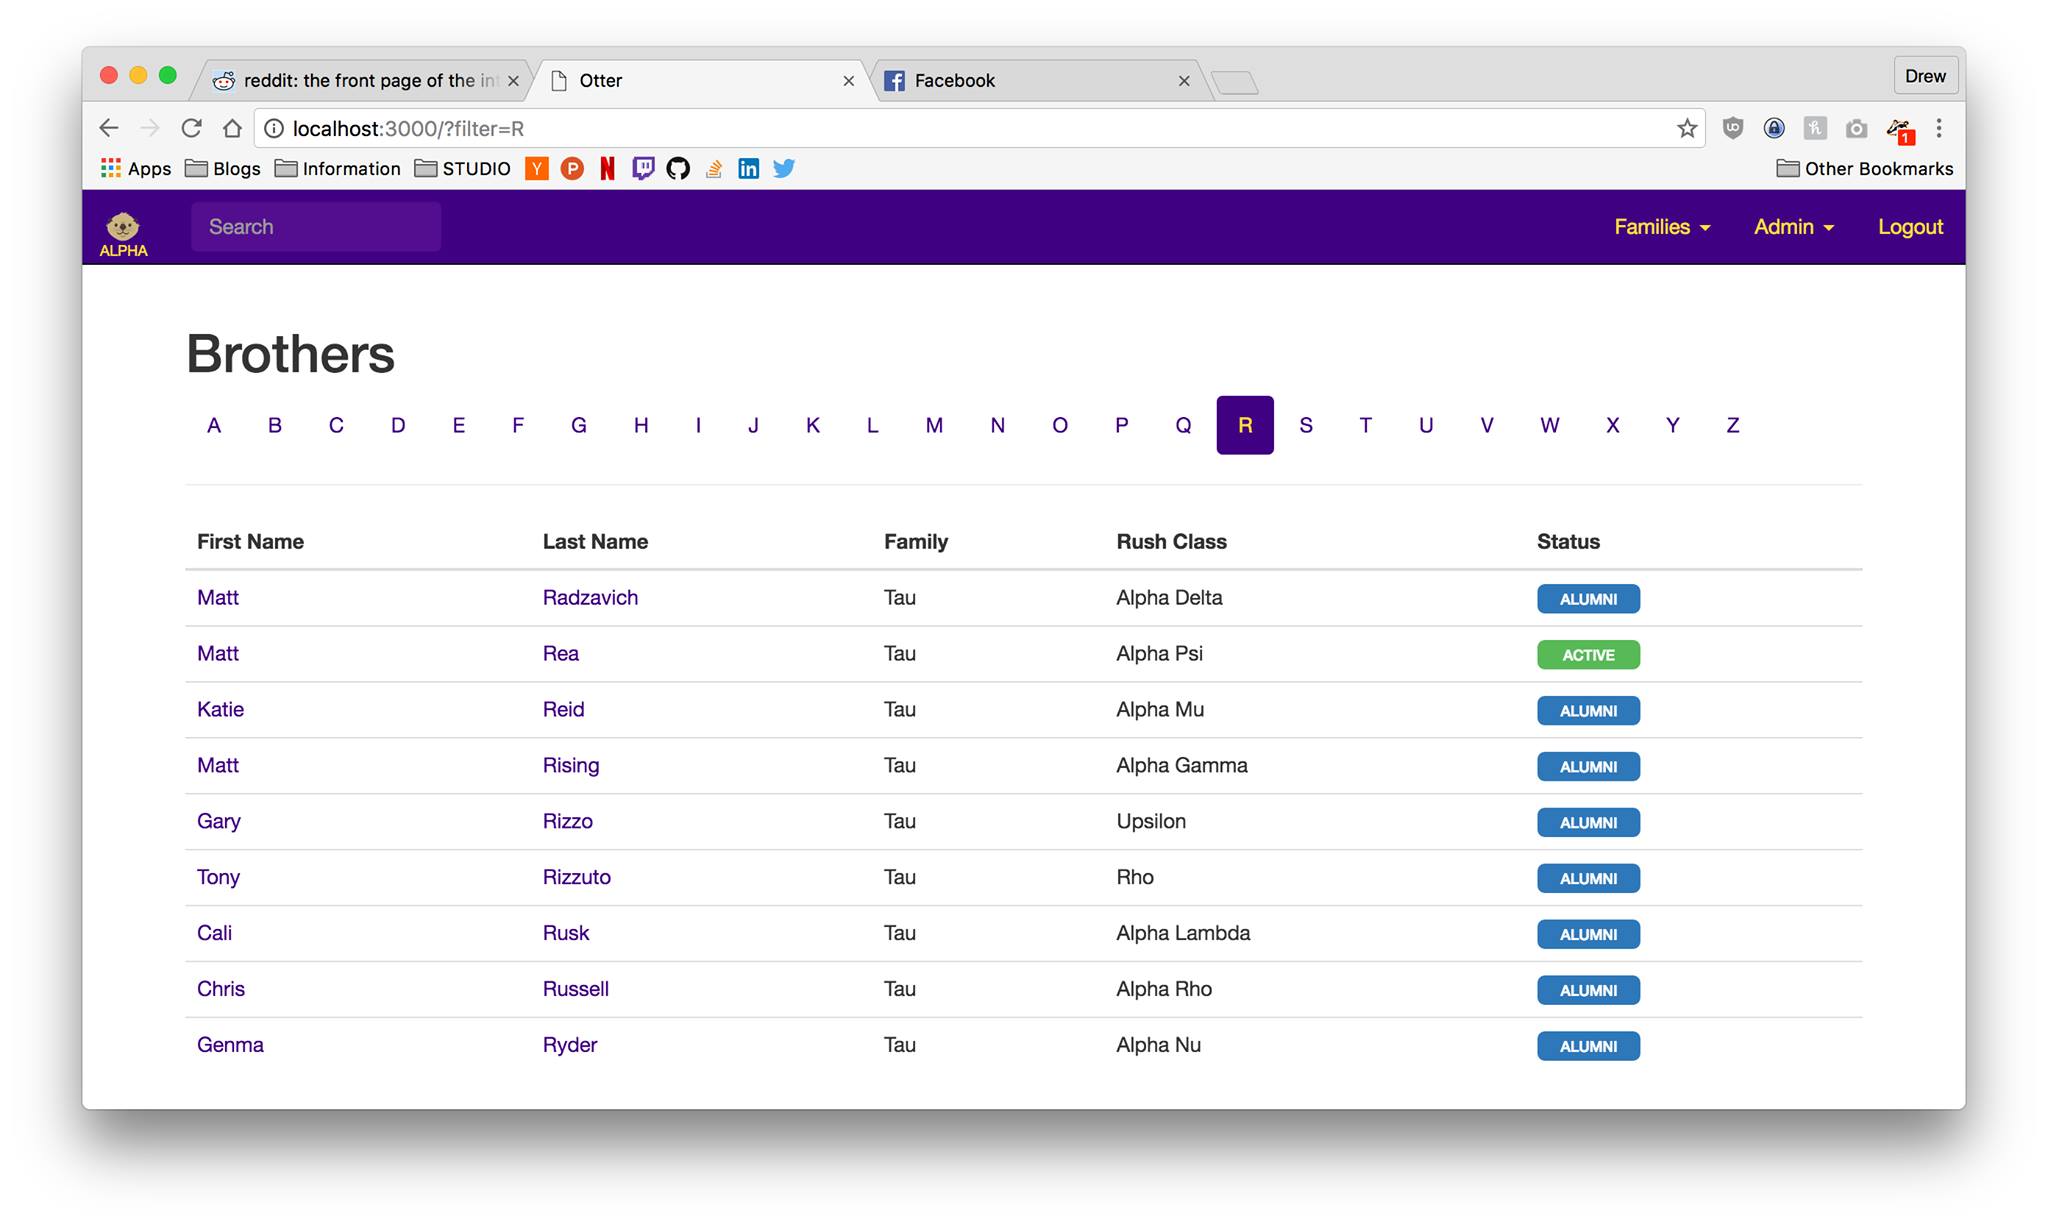 reddit: the front page of the int
Otter
Facebook
Drew
localhost:3000/?filter=R
1
Apps Blogs Information STUDIO Other Bookmarks
ALPHA
Search
Families Admin Logout
Brothers
A B C D E F G H I J K L M N O P Q R S T U V W X Y Z
First Name Last Name Family Rush Class Status
Matt Radzavich Tau Alpha Delta ALUMNI
Matt Rea Tau Alpha Psi ACTIVE
Katie Reid Tau Alpha Mu ALUMNI
Matt Rising Tau Alpha Gamma ALUMNI
Gary Rizzo Tau Upsilon ALUMNI
Tony Rizzuto Tau Rho ALUMNI
Cali Rusk Tau Alpha Lambda ALUMNI
Chris Russell Tau Alpha Rho ALUMNI
Genma Ryder Tau Alpha Nu ALUMNI